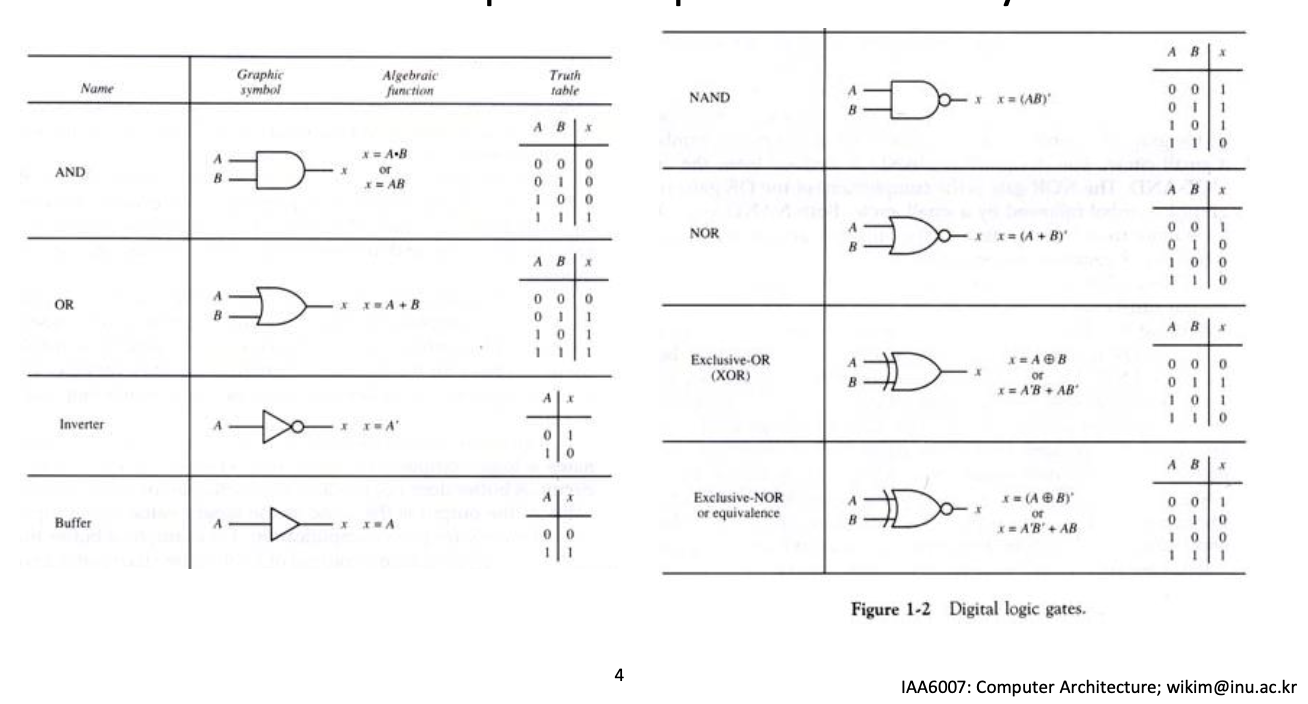 Name Graphic symbol Algebraic function Truth table
AND
A
B
x
x = A•B
or
x = AB
A B x
0 0 0
0 1 0
1 0 0
1 1 1
OR
A
B
x x = A + B
A B x
0 0 0
0 1 1
1 0 1
1 1 1
Inverter
A x x = A'
A x
0 1
1 0
Buffer
A x x = A
A x
0 0
1 1
NAND
A
B
x x = (AB)'
A B x
0 0 1
0 1 1
1 0 1
1 1 0
NOR
A
B
x x = (A + B)'
A B x
0 0 1
0 1 0
1 0 0
1 1 0
Exclusive-OR
(XOR)
A
B
x
x = A ⊕ B
or
x = A'B + AB'
A B x
0 0 0
0 1 1
1 0 1
1 1 0
Exclusive-NOR
or equivalence
A
B
x
x = (A ⊕ B)'
or
x = A'B' + AB
A B x
0 0 1
0 1 0
1 0 0
1 1 1
Figure 1-2 Digital logic gates.
4
IAA6007: Computer Architecture; wikim@inu.ac.kr